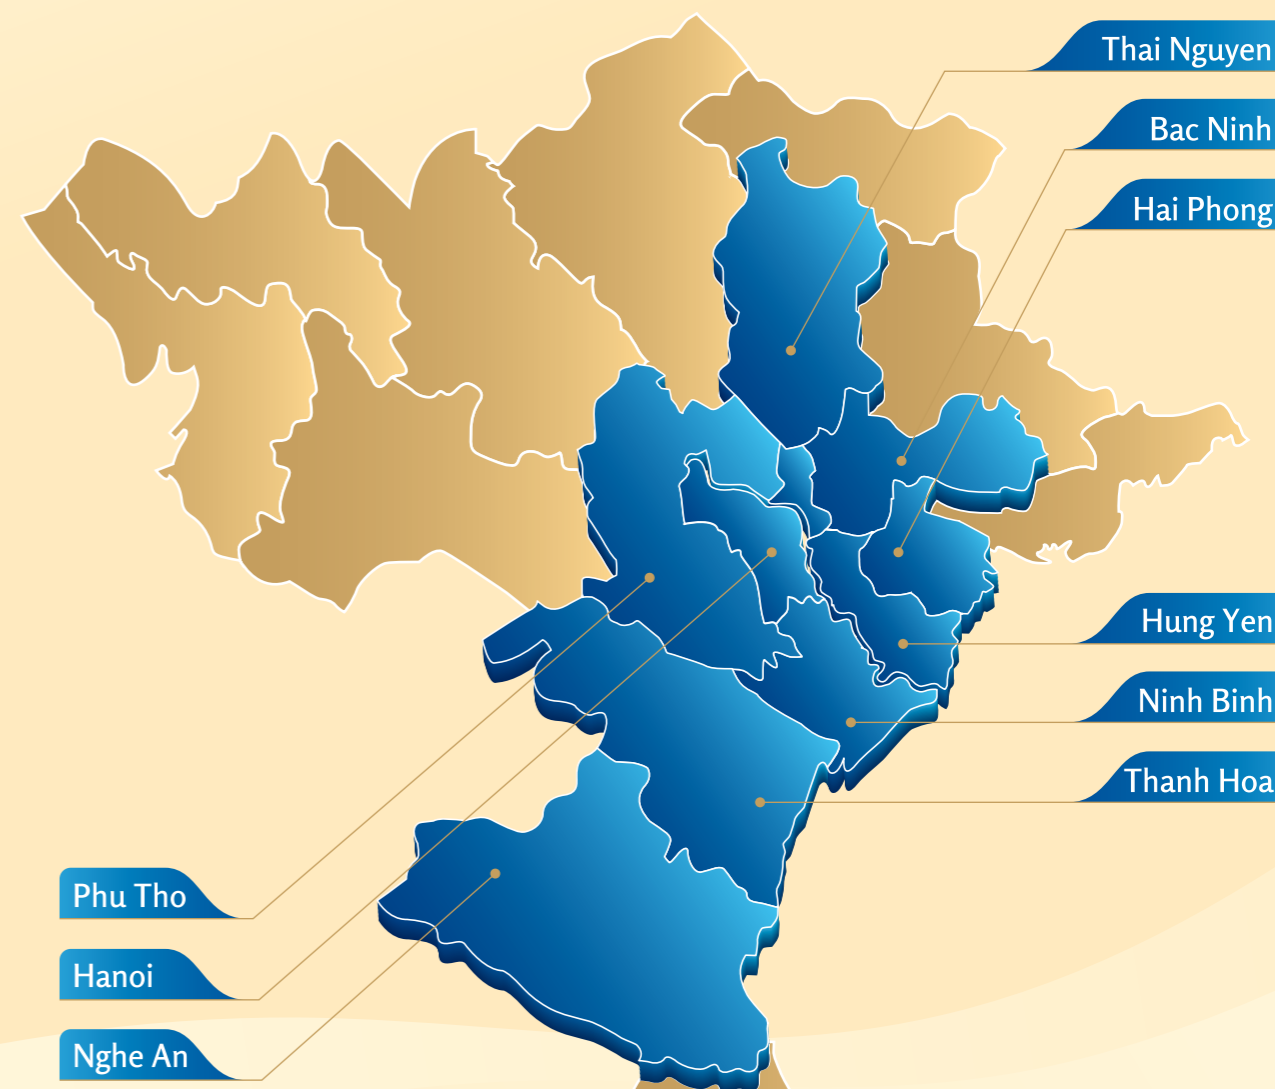 Thai Nguyen
Bac Ninh
Hai Phong
Hung Yen
Ninh Binh
Thanh Hoa
Phu Tho
Hanoi
Nghe An